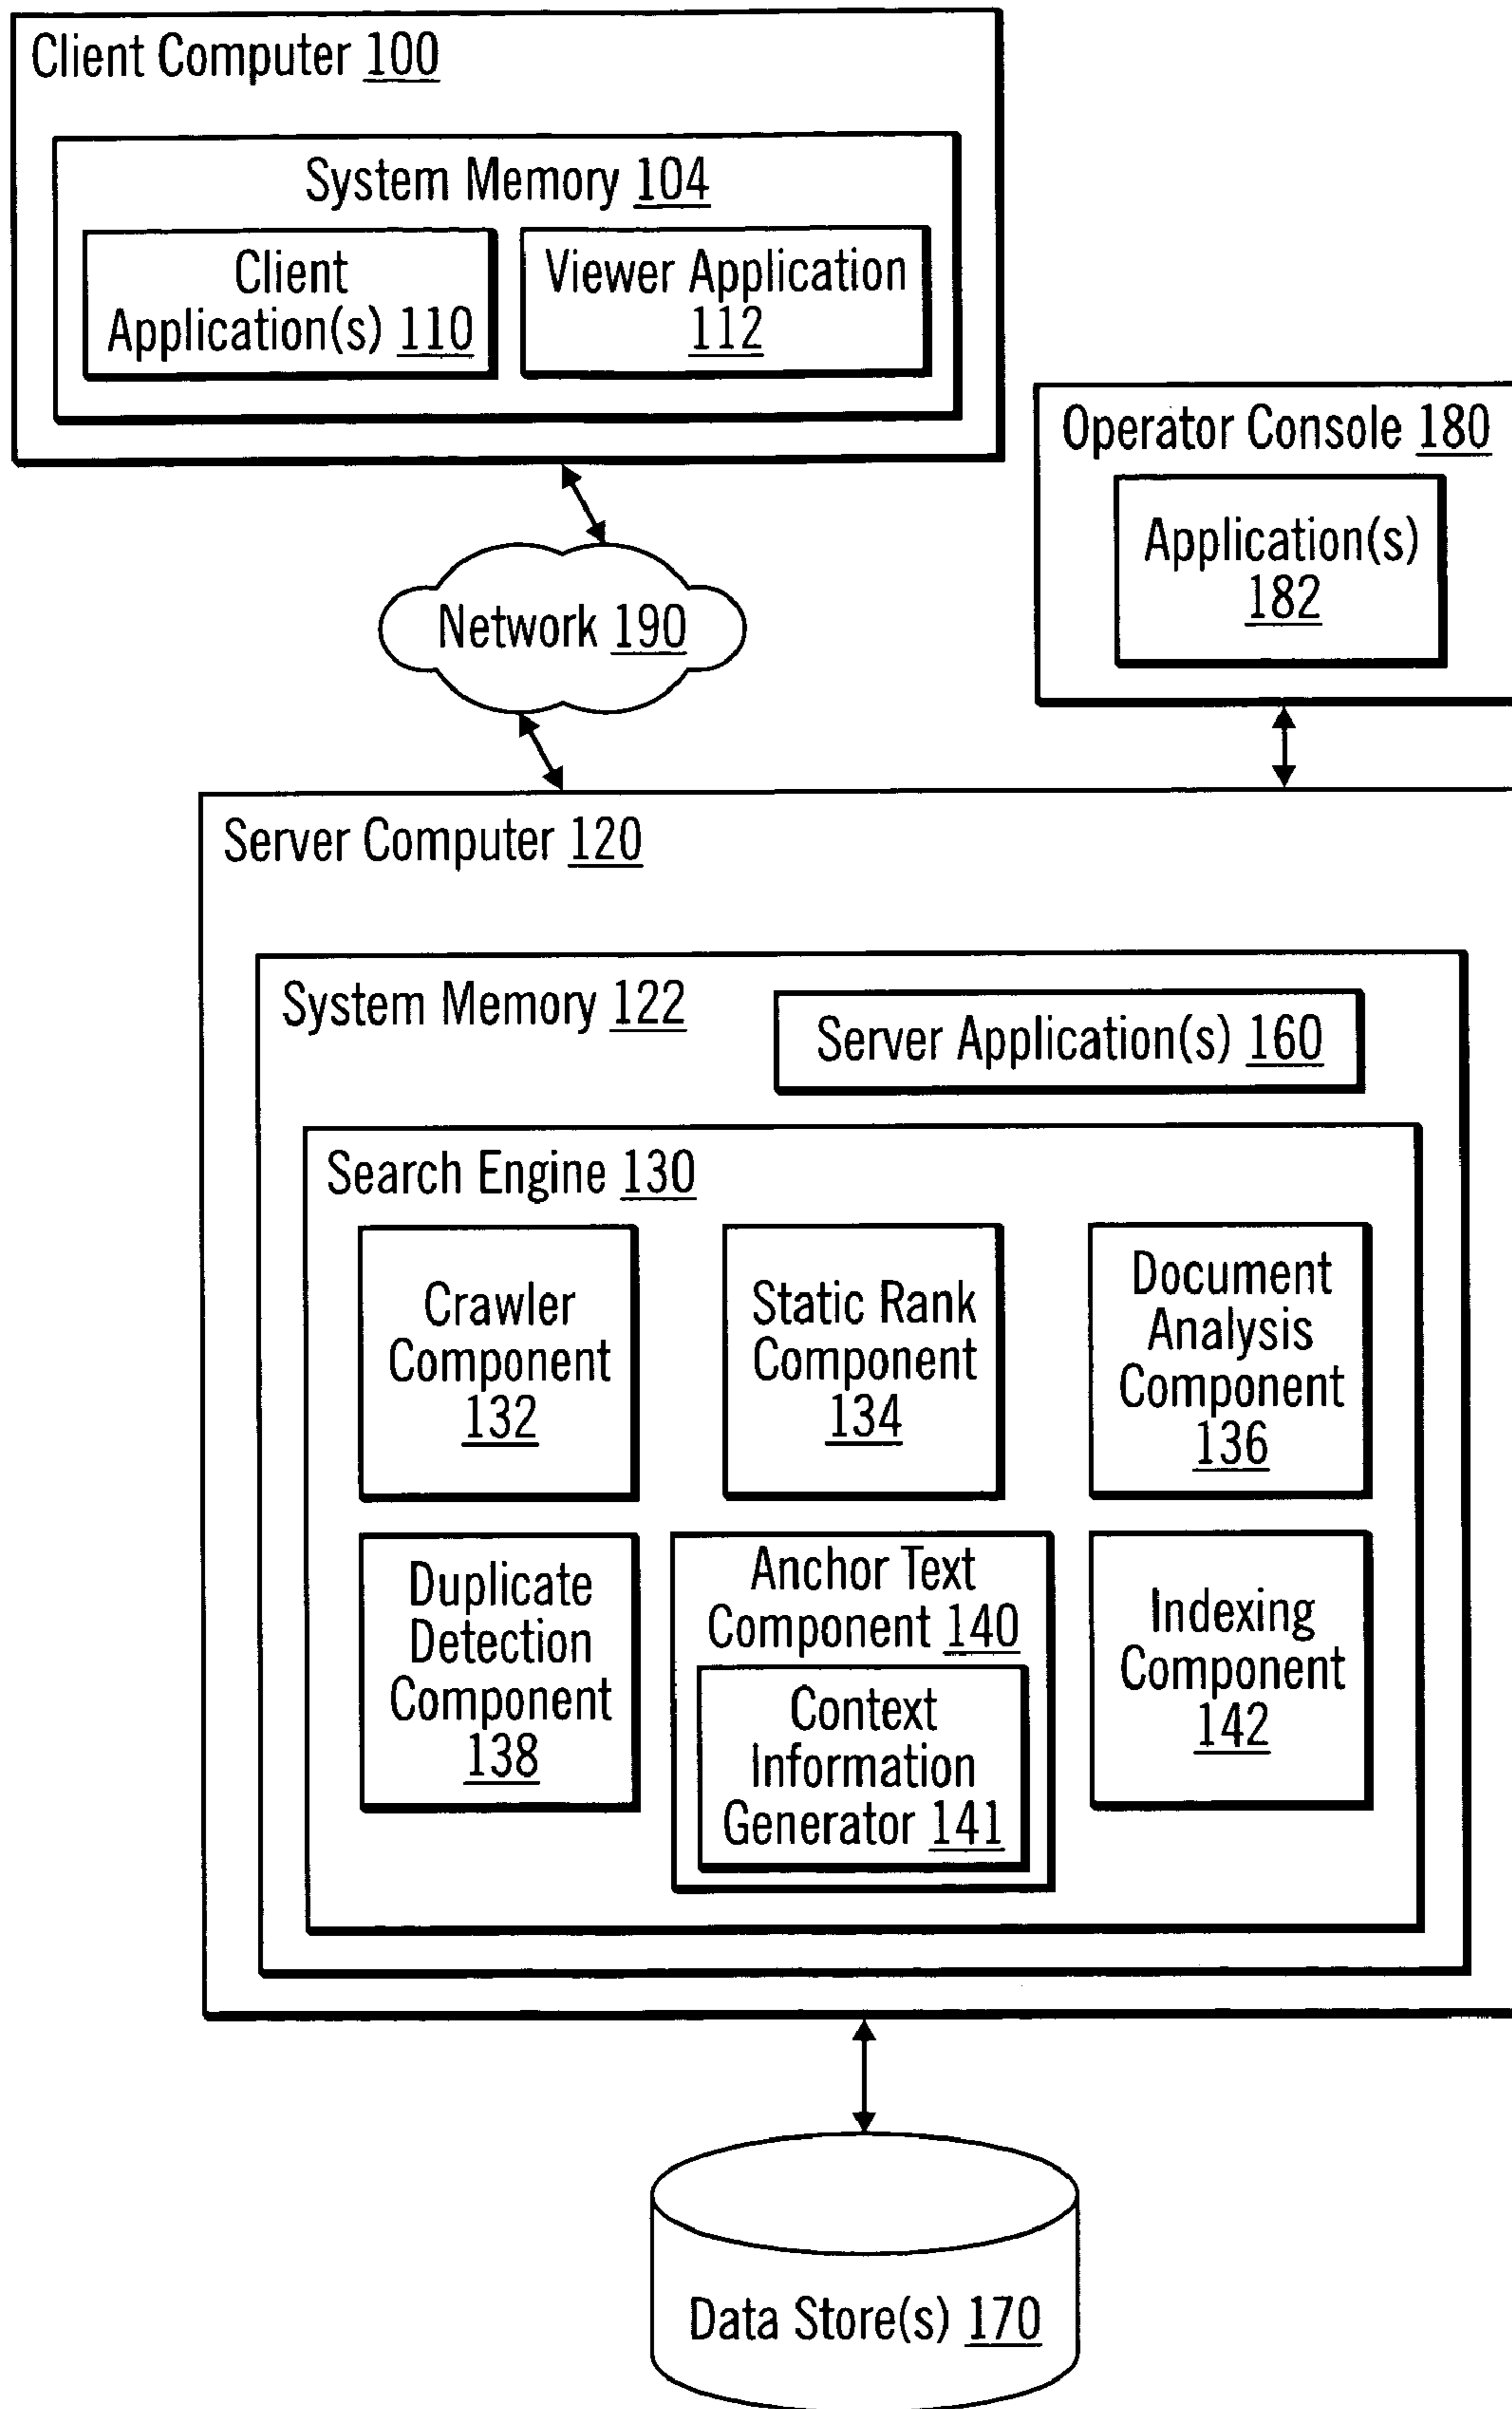 Client Computer 100
System Memory 104
Client
Application(s) 110
Viewer Application
112
Operator Console 180
Application(s)
182
Network 190
Server Computer 120
System Memory 122
Server Application(s) 160
Search Engine 130
Crawler
Component
132
Static Rank
Component
134
Document
Analysis
Component
136
Duplicate
Detection
Component
138
Anchor Text
Component 140
Context
Information
Generator 141
Indexing
Component
142
Data Store(s) 170